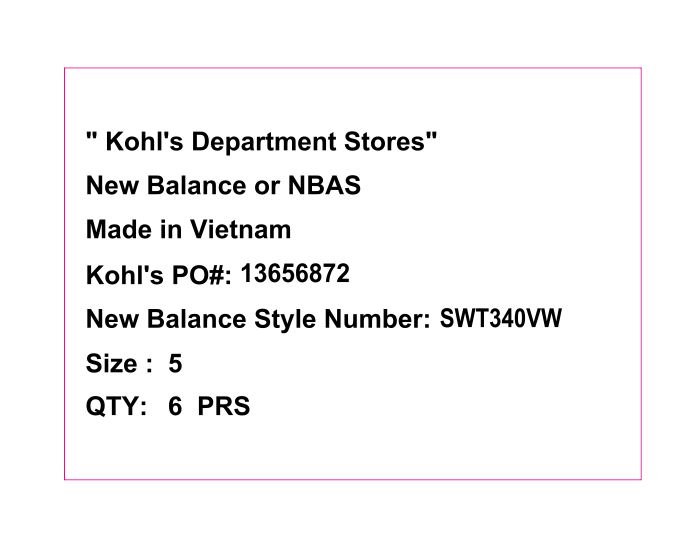 " Kohl's Department Stores"
New Balance or NBAS
Made in Vietnam
Kohl's PO#: 13656872
New Balance Style Number: SWT340VW
Size : 5
QTY: 6 PRS